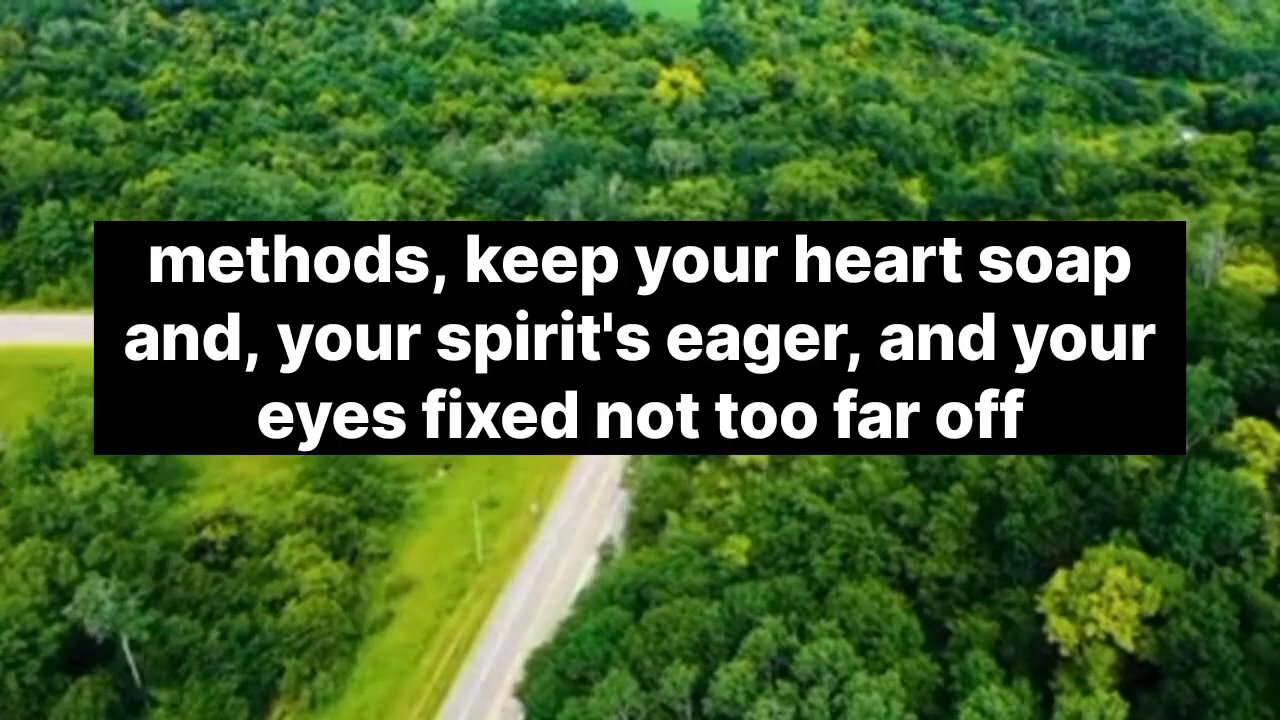 methods, keep your heart soap
and, your spirit's eager, and your
eyes fixed not too far off